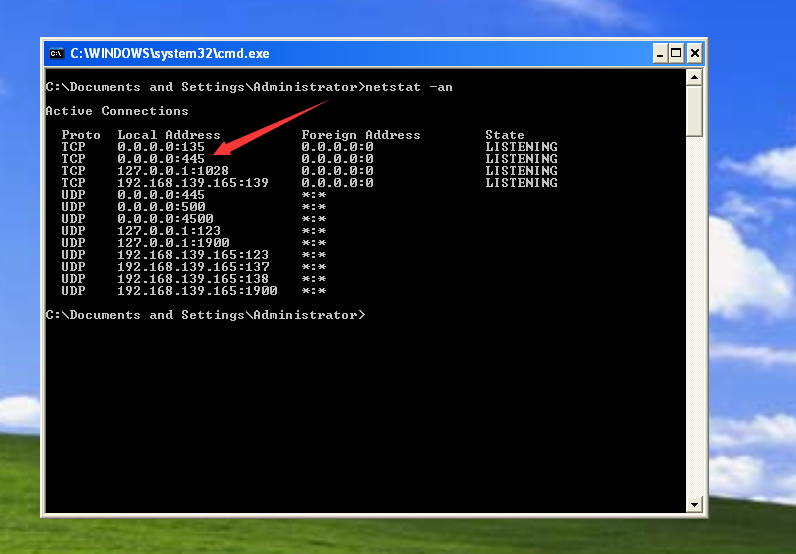 C:\WINDOWS\system32\cmd.exe
C:\Documents and Settings\Administrator>netstat -an
Active Connections
Proto  Local Address          Foreign Address        State
TCP    0.0.0.0:135            0.0.0.0:0              LISTENING
TCP    0.0.0.0:445            0.0.0.0:0              LISTENING
TCP    127.0.0.1:1028         0.0.0.0:0              LISTENING
TCP    192.168.139.165:139    0.0.0.0:0              LISTENING
UDP    0.0.0.0:445            *:*
UDP    0.0.0.0:500            *:*
UDP    0.0.0.0:4500           *:*
UDP    127.0.0.1:123          *:*
UDP    127.0.0.1:1900         *:*
UDP    192.168.139.165:123    *:*
UDP    192.168.139.165:137    *:*
UDP    192.168.139.165:138    *:*
UDP    192.168.139.165:1900   *:*
C:\Documents and Settings\Administrator>